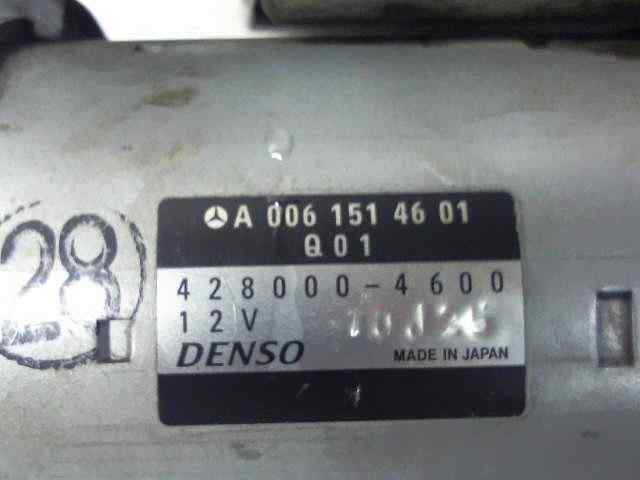 A 006 151 46 01
Q01
428000-4600
12V
DENSO
MADE IN JAPAN
28